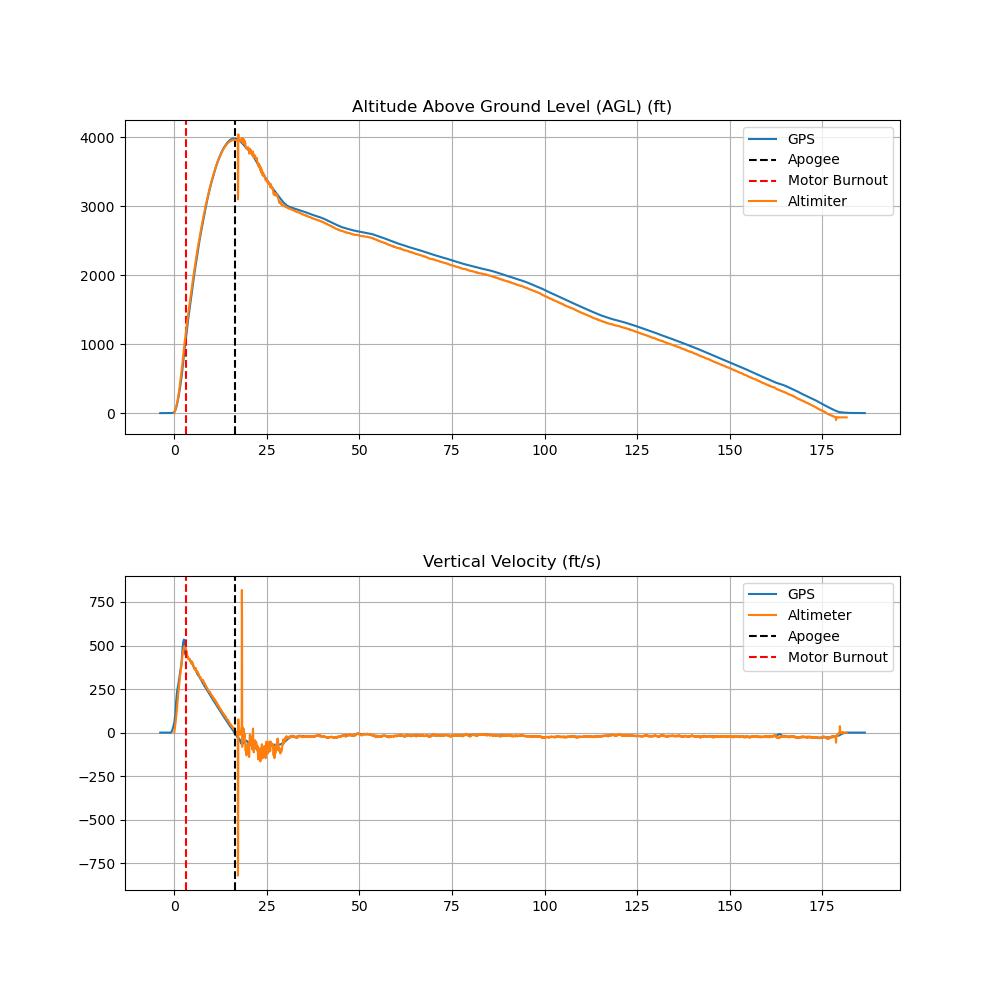 Altitude Above Ground Level (AGL) (ft)
4000
3000
2000
1000
0
GPS
Apogee
Motor Burnout
Altimiter
0 25 50 75 100 125 150 175
Vertical Velocity (ft/s)
750
500
250
0
−250
−500
−750
GPS
Altimeter
Apogee
Motor Burnout
0 25 50 75 100 125 150 175